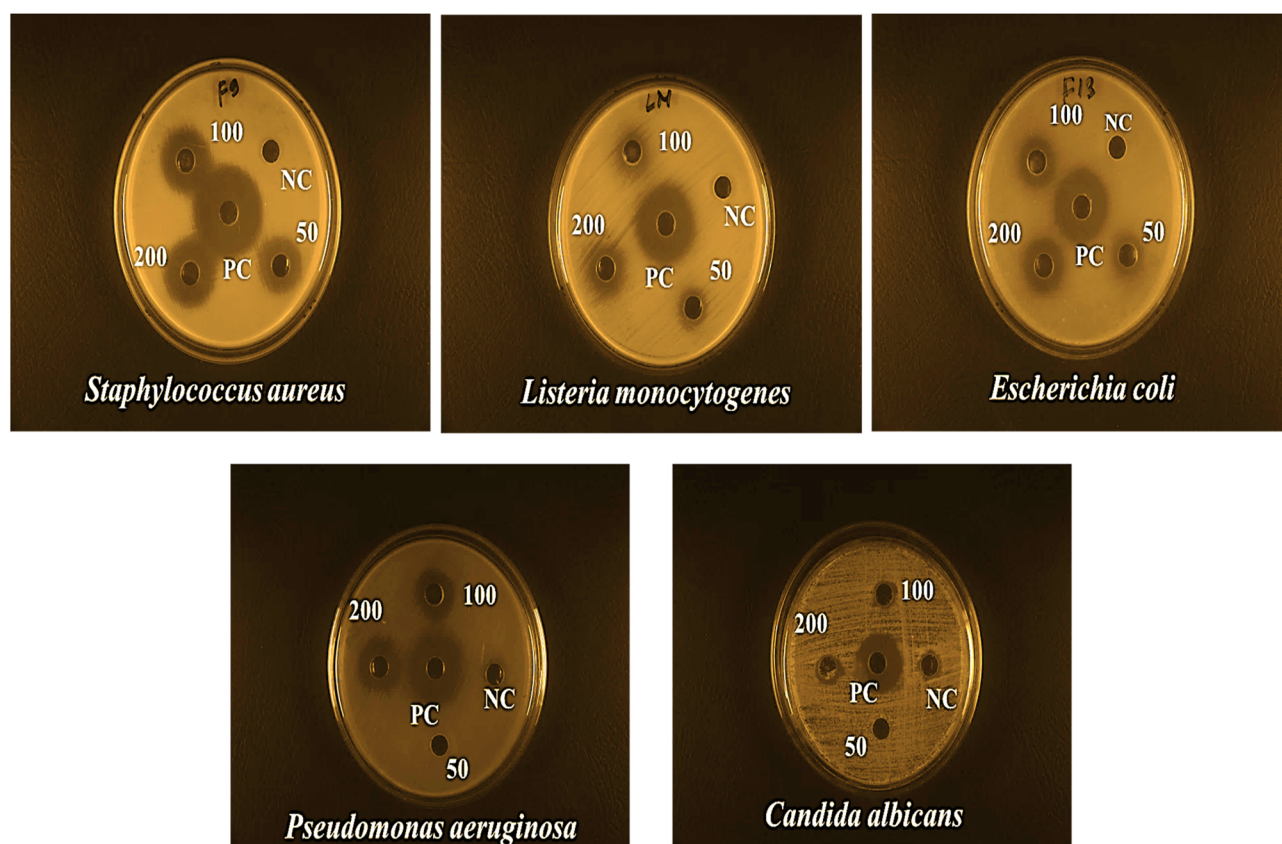 F9
100
NC
50
200
PC
Staphylococcus aureus
LM
100
NC
200
50
PC
Listeria monocytogenes
F13
100
NC
200
50
PC
Escherichia coli
100
200
NC
PC
50
Pseudomonas aeruginosa
100
200
PC
NC
50
Candida albicans